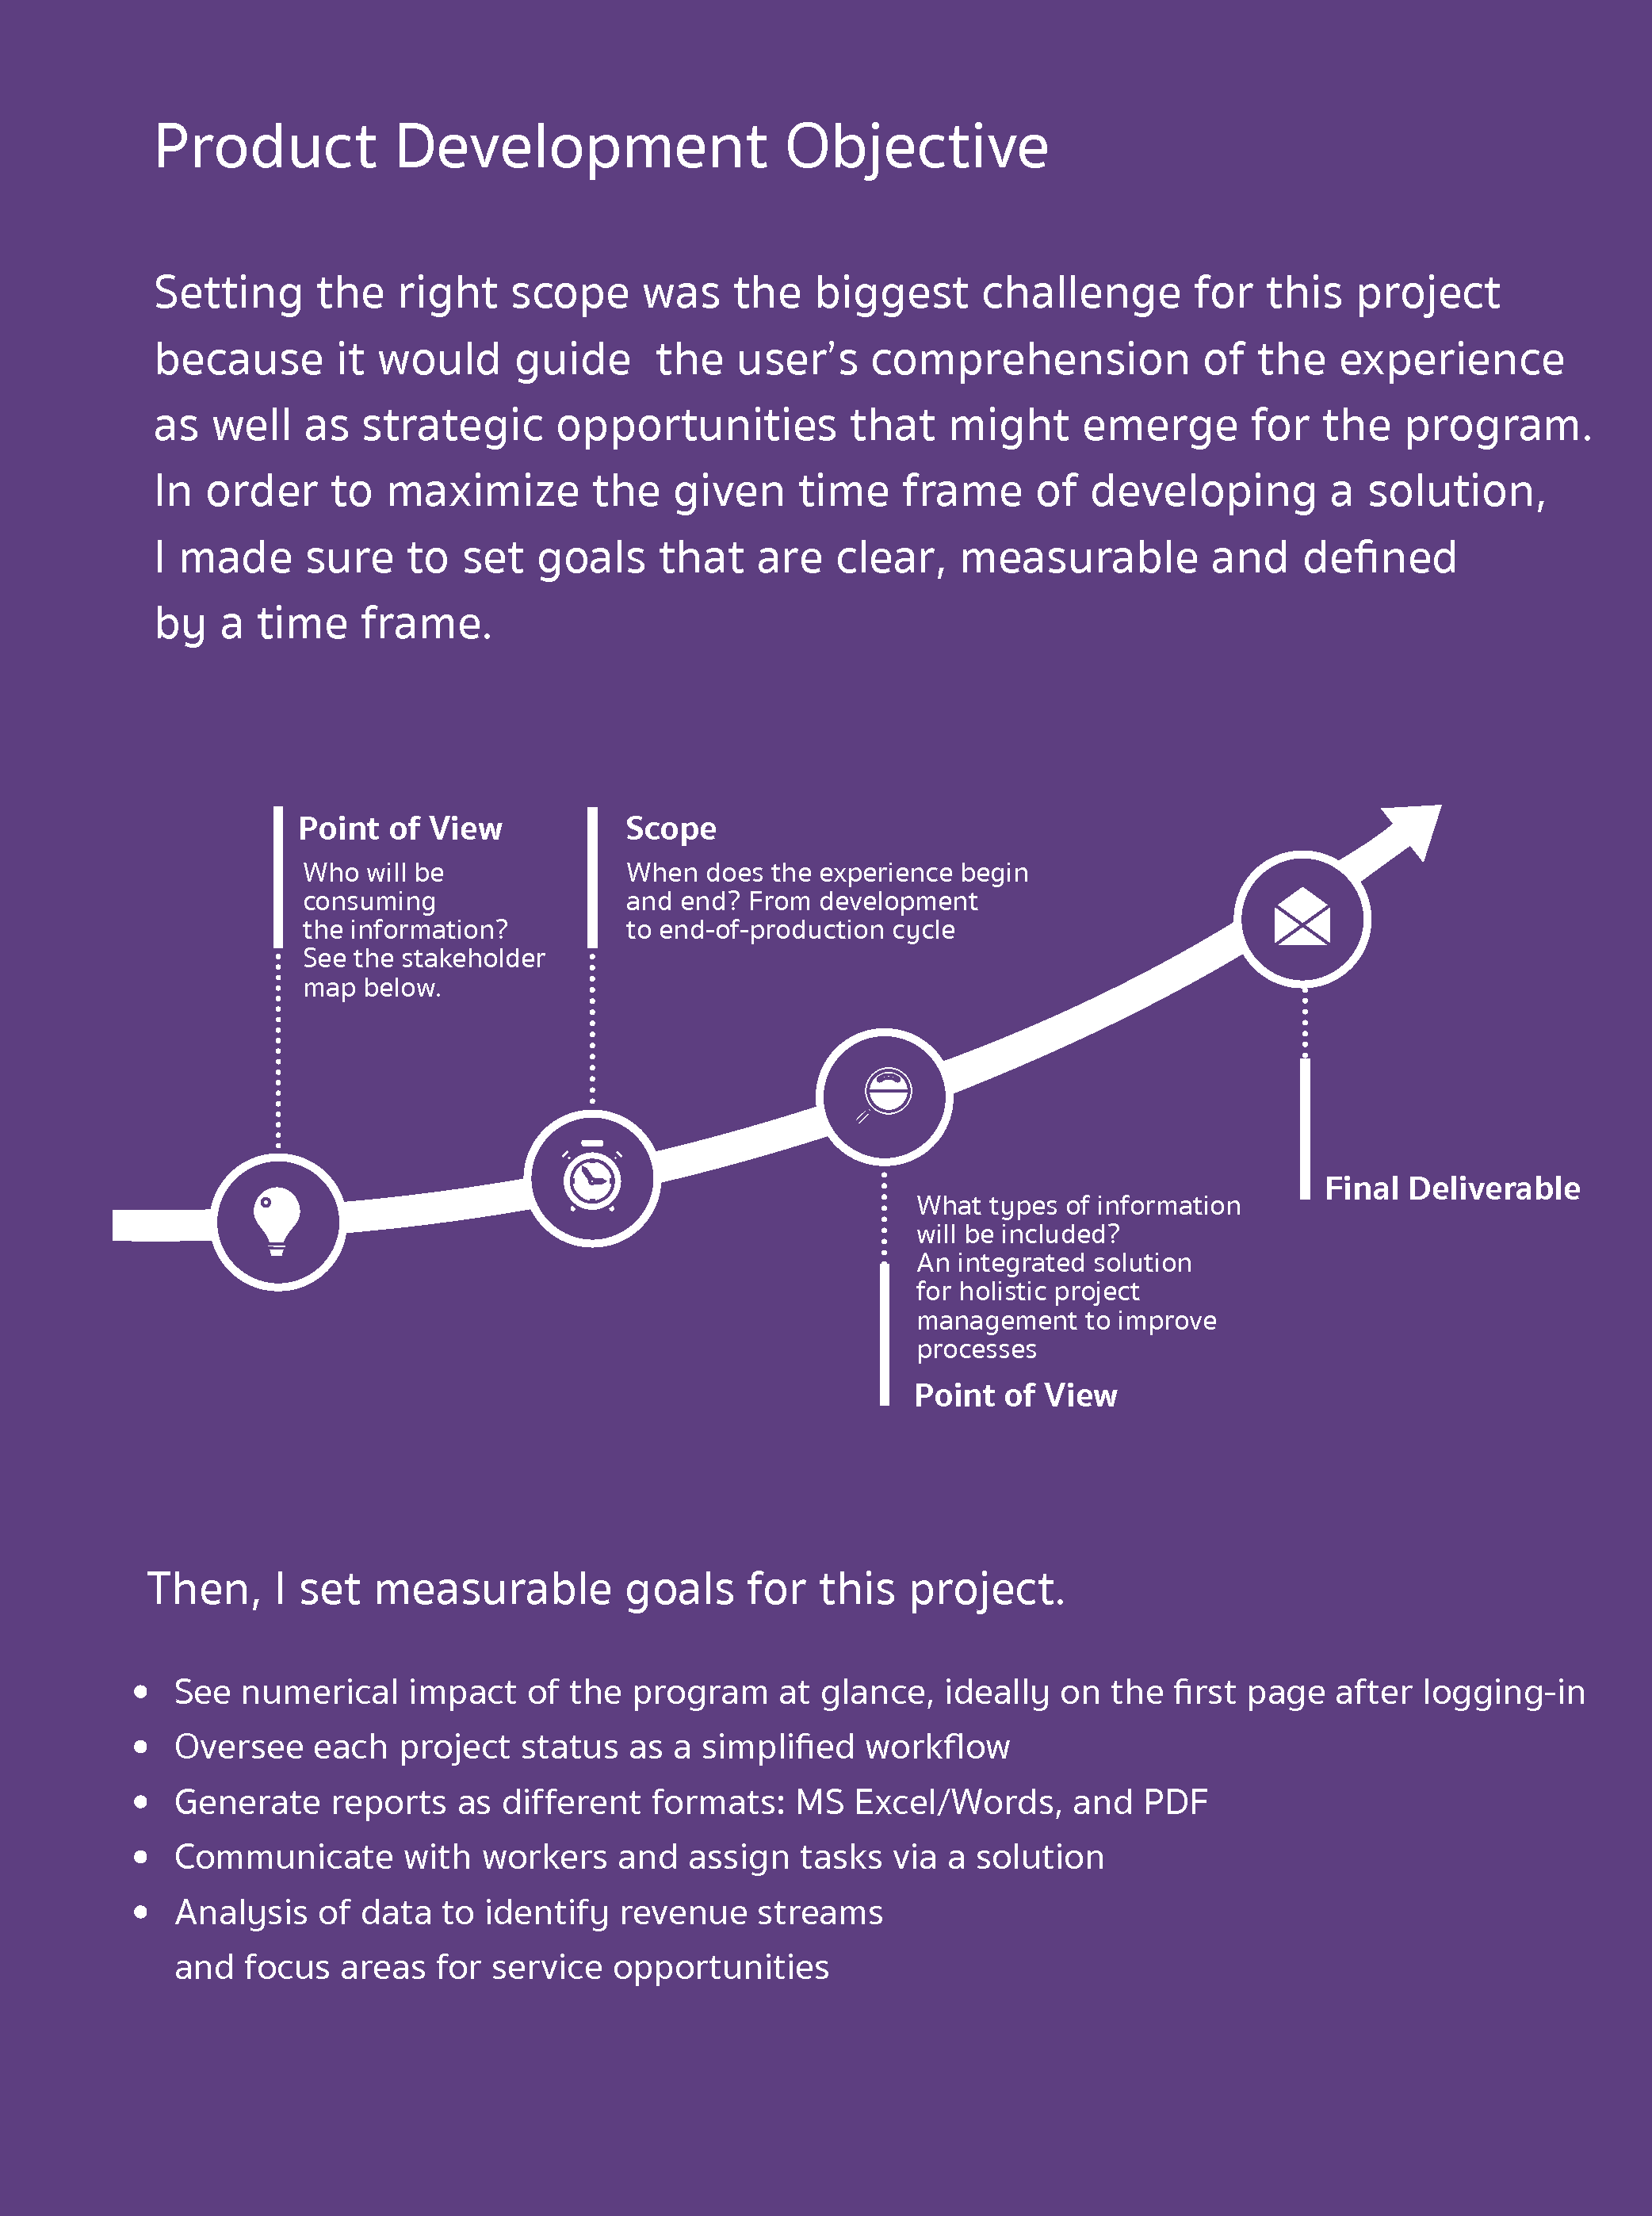 Product Development Objective
Setting the right scope was the biggest challenge for this project
because it would guide the user’s comprehension of the experience
as well as strategic opportunities that might emerge for the program.
In order to maximize the given time frame of developing a solution,
I made sure to set goals that are clear, measurable and defined
by a time frame.
Point of View
Who will be
consuming
the information?
See the stakeholder
map below.
Scope
When does the experience begin
and end? From development
to end-of-production cycle
What types of information
will be included?
An integrated solution
for holistic project
management to improve
processes
Point of View
Final Deliverable
Then, I set measurable goals for this project.
• See numerical impact of the program at glance, ideally on the first page after logging-in
• Oversee each project status as a simplified workflow
• Generate reports as different formats: MS Excel/Words, and PDF
• Communicate with workers and assign tasks via a solution
• Analysis of data to identify revenue streams
and focus areas for service opportunities